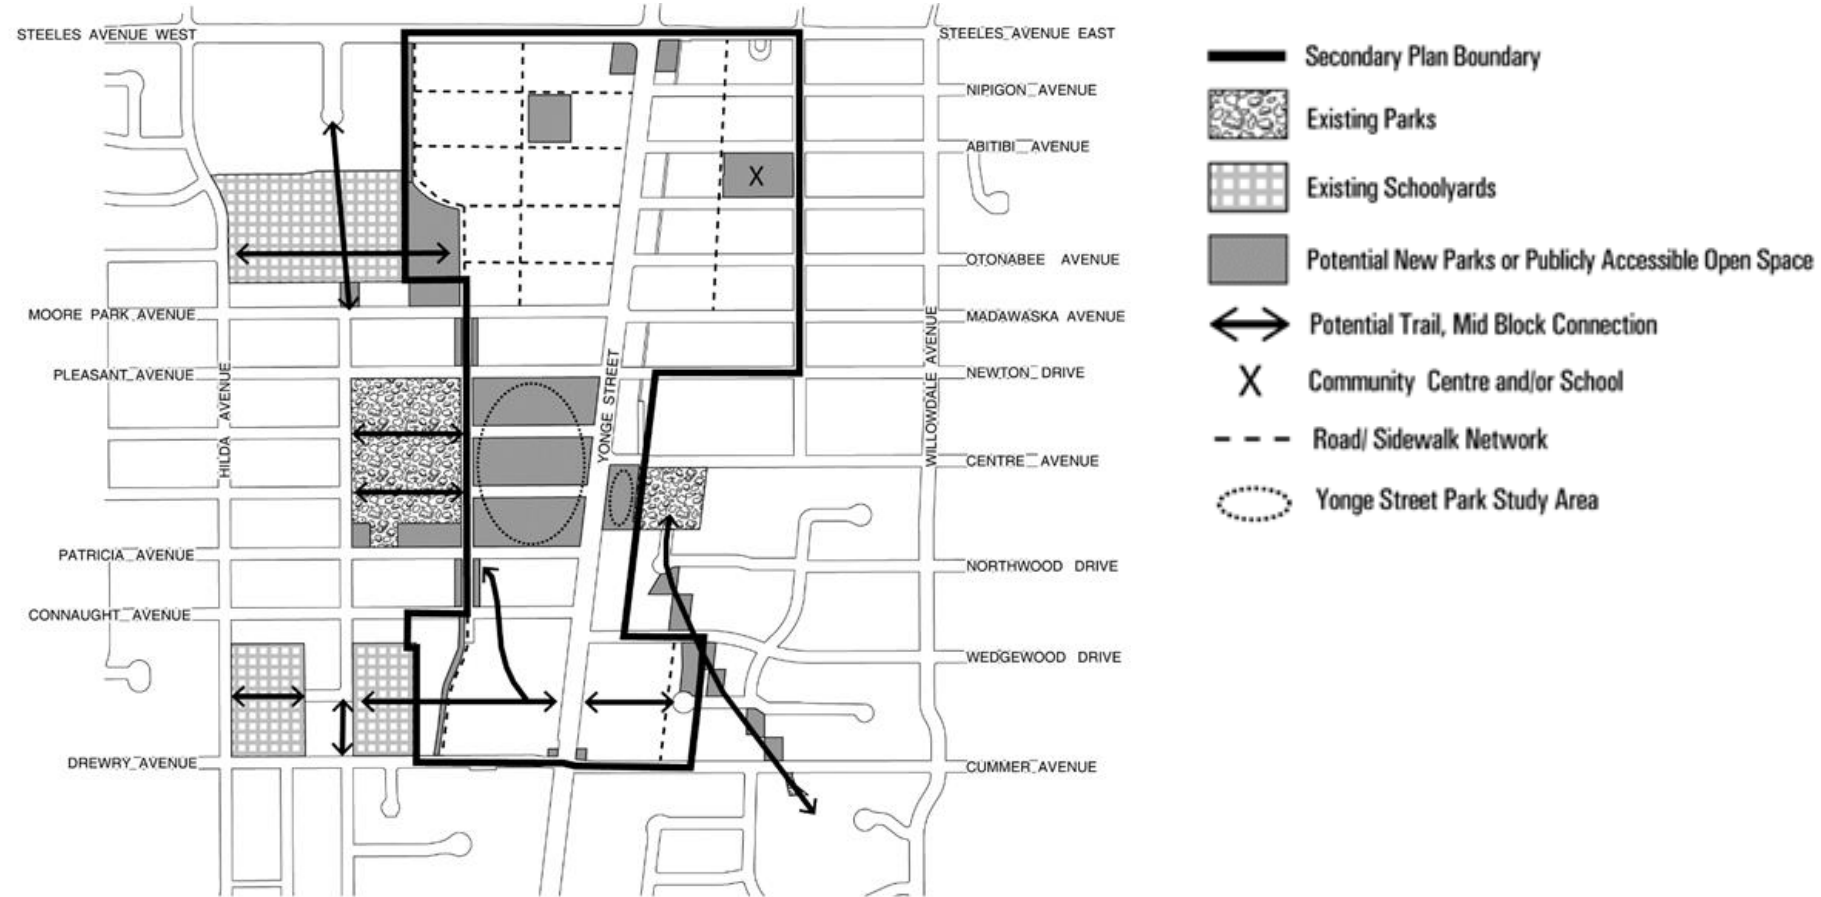 STEELES AVENUE WEST
STEELES AVENUE EAST
NIPIGON AVENUE
ABITIBI AVENUE
X
OTONABEE AVENUE
MOORE PARK AVENUE
MADAWASKA AVENUE
PLEASANT AVENUE
NEWTON DRIVE
HILDA AVENUE
YONGE STREET
WILLOWDALE AVENUE
CENTRE AVENUE
PATRICIA AVENUE
NORTHWOOD DRIVE
CONNAUGHT AVENUE
WEDGEWOOD DRIVE
DREWRY AVENUE
CUMMER AVENUE
Secondary Plan Boundary
Existing Parks
Existing Schoolyards
Potential New Parks or Publicly Accessible Open Space
Potential Trail, Mid Block Connection
X Community Centre and/or School
Road/ Sidewalk Network
Yonge Street Park Study Area